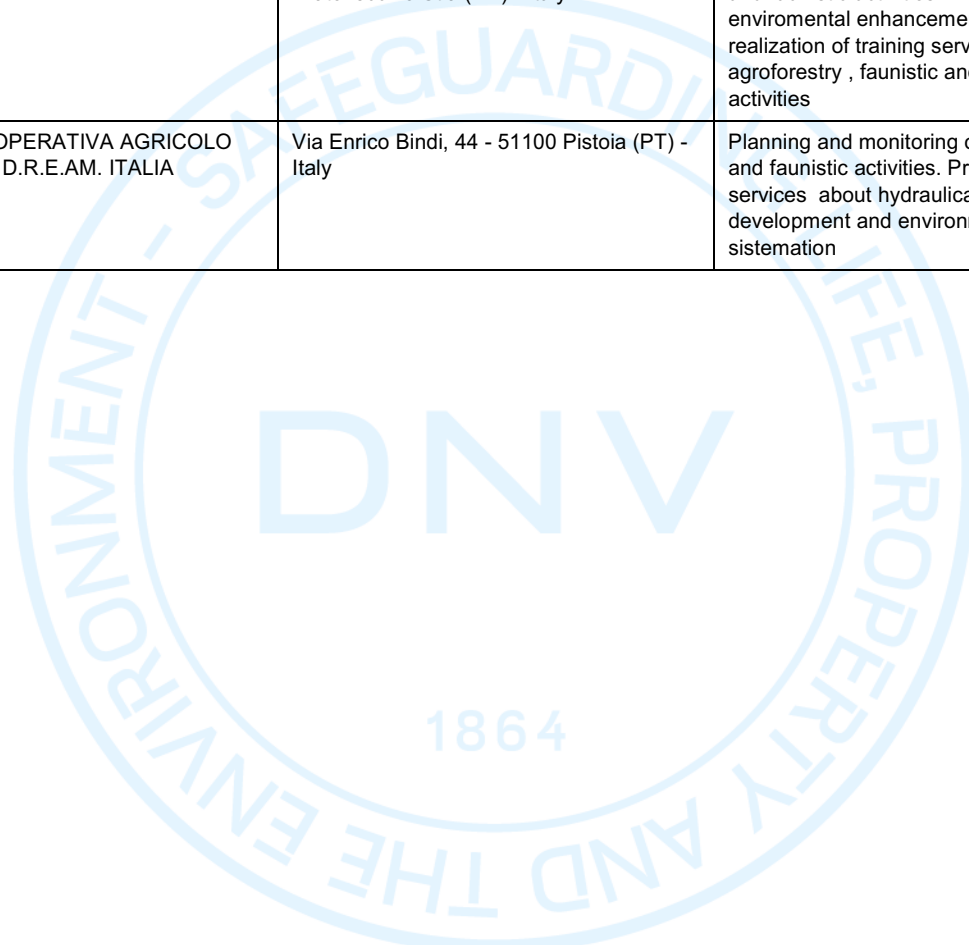 enviromental enhanceme
realization of training serv
agroforestry , faunistic an
activities
OPERATIVA AGRICOLO
D.R.E.AM. ITALIA
Via Enrico Bindi, 44 - 51100 Pistoia (PT) -
Italy
Planning and monitoring
and faunistic activities. Pr
services about hydraulica
development and environ
sistemation
SAFEGUARDING LIFE, PROPERTY AND THE ENVIRONMENT -
DNV
1864